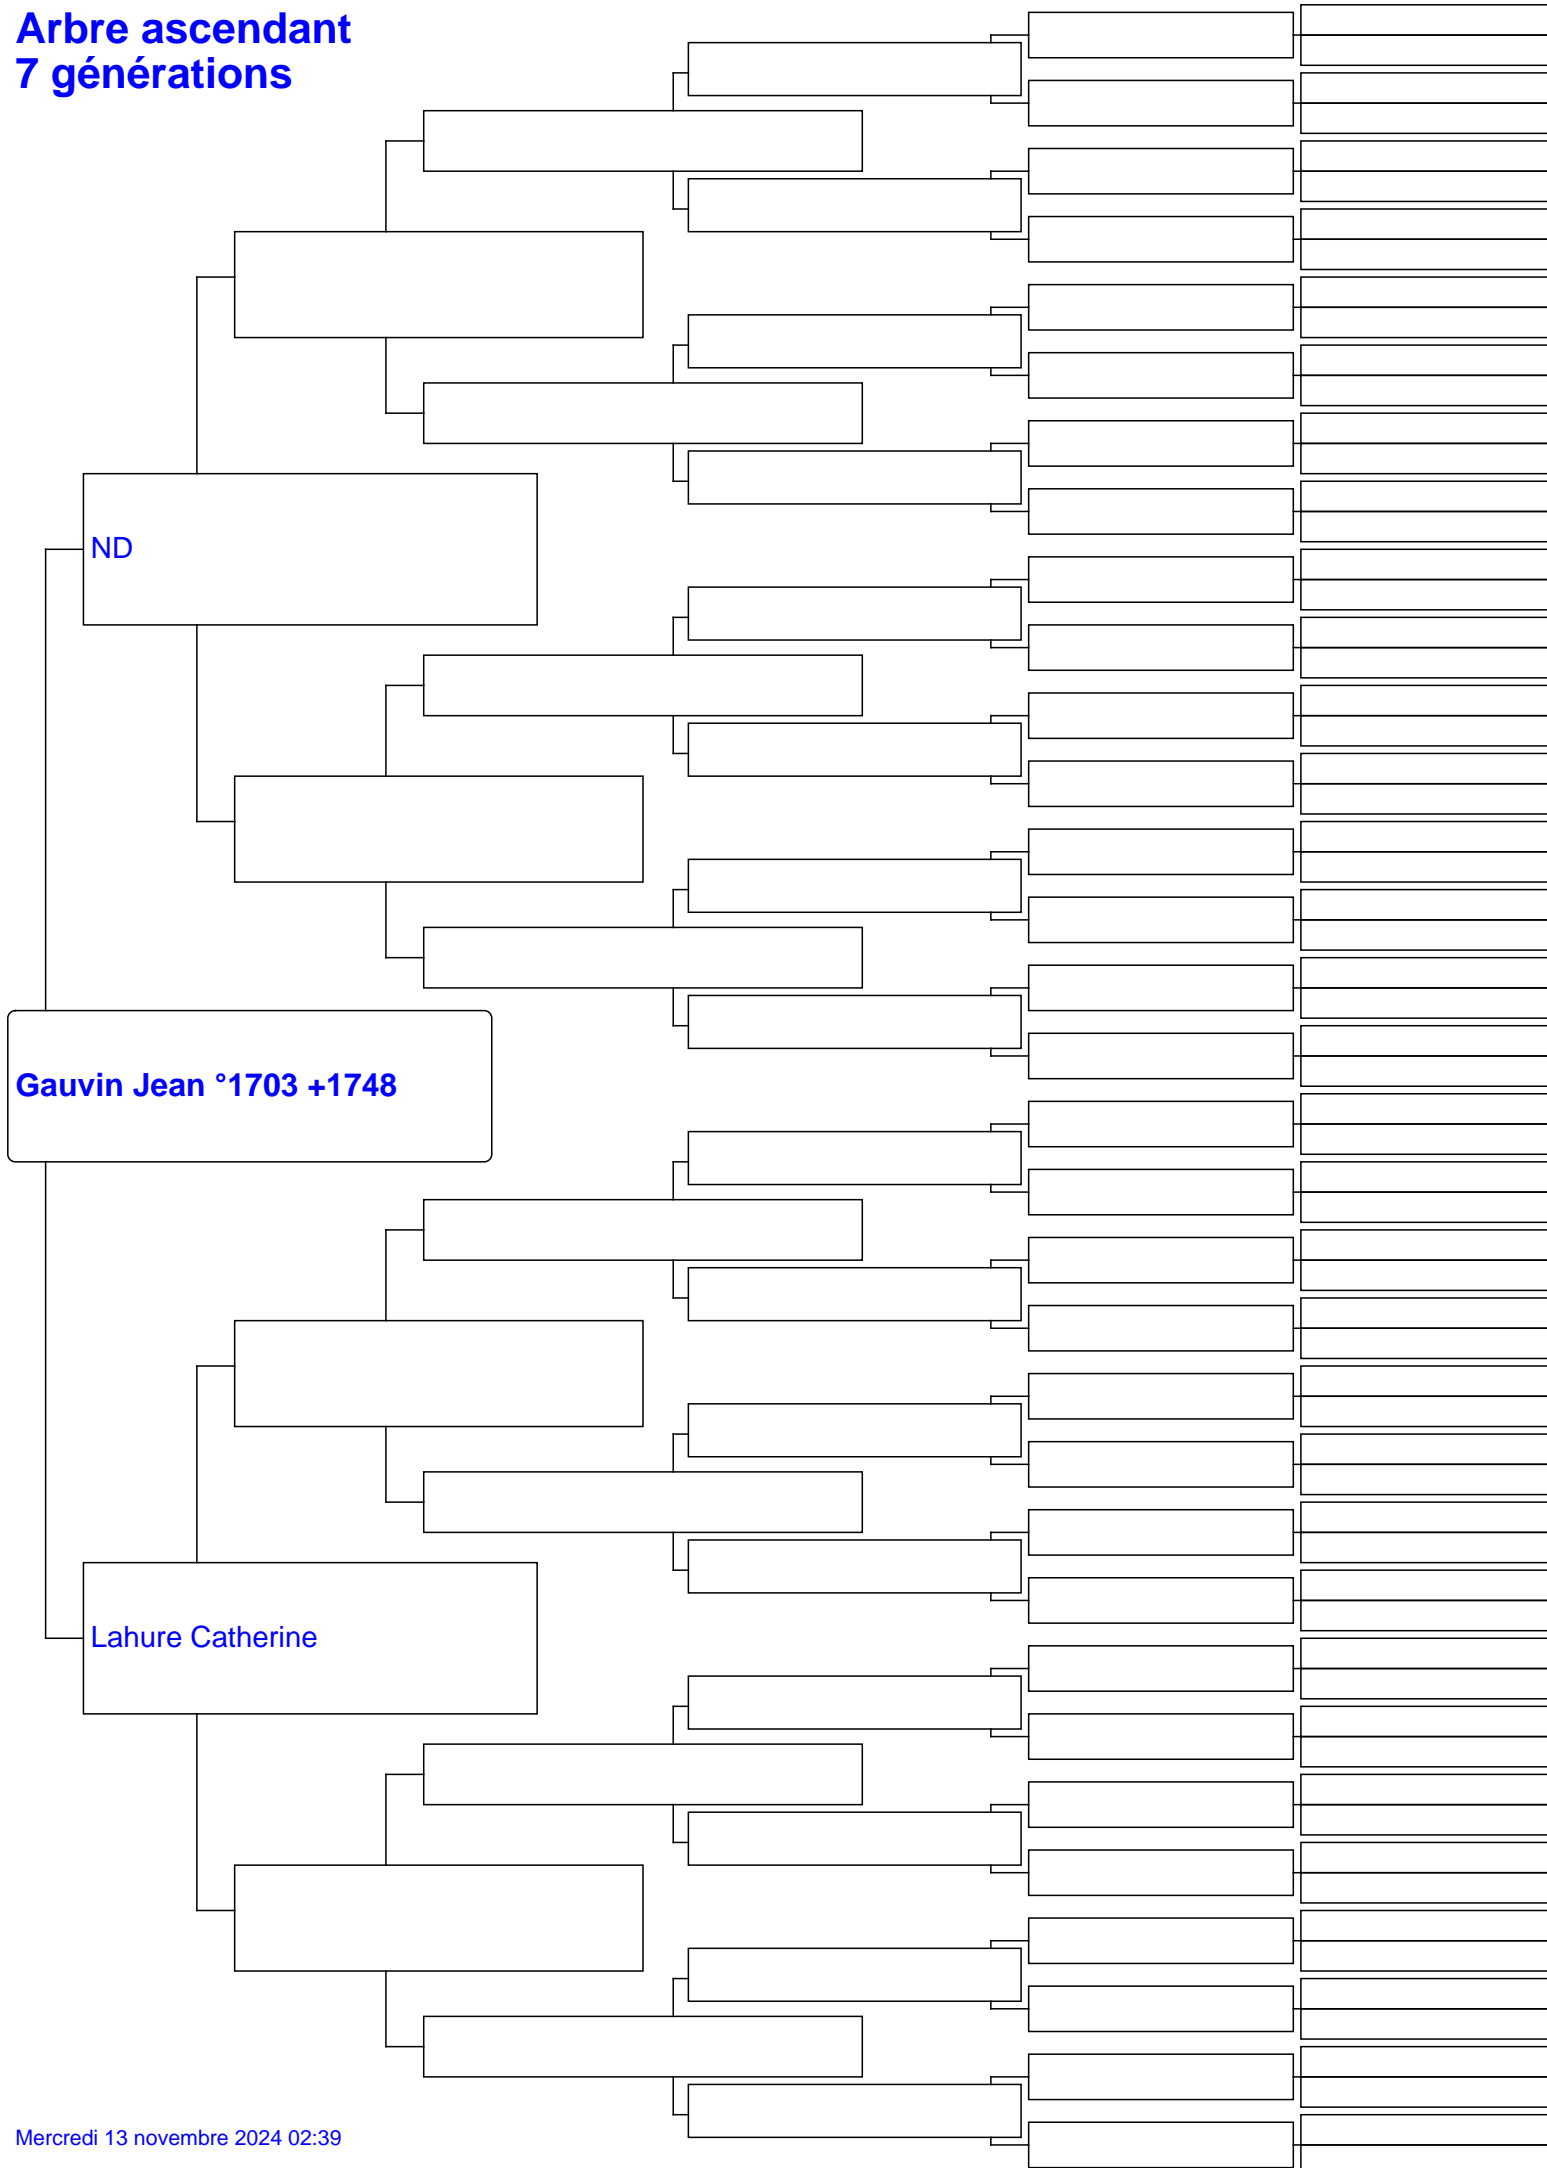 Arbre ascendant
7 générations
ND
Gauvin Jean °1703 +1748
Lahure Catherine
Mercredi 13 novembre 2024 02:39